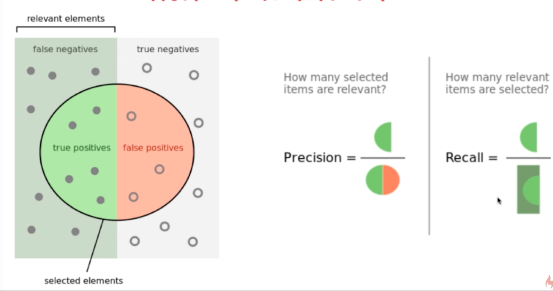 relevant elements
false negatives
true negatives
true positives
false positives
selected elements
How many selected
items are relevant?
Precision =
How many relevant
items are selected?
Recall =